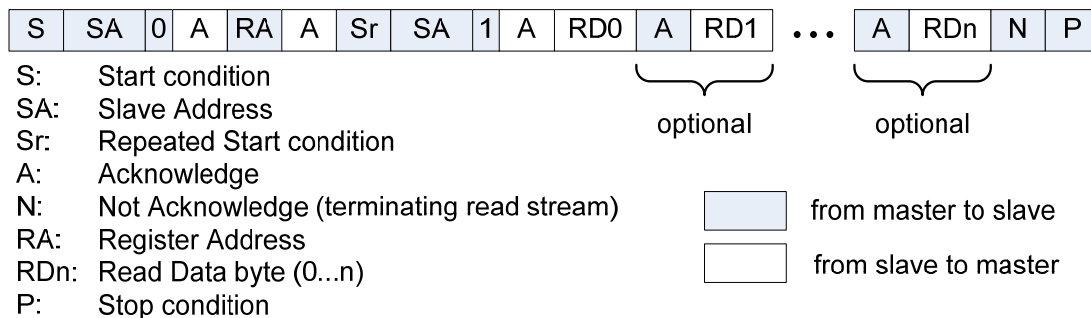 S SA 0 A RA A Sr SA 1 A RD0 A RD1 ... A RDn N P
optional optional
S: Start condition
SA: Slave Address
Sr: Repeated Start condition
A: Acknowledge
N: Not Acknowledge (terminating read stream)
RA: Register Address
RDn: Read Data byte (0...n)
P: Stop condition
from master to slave
from slave to master